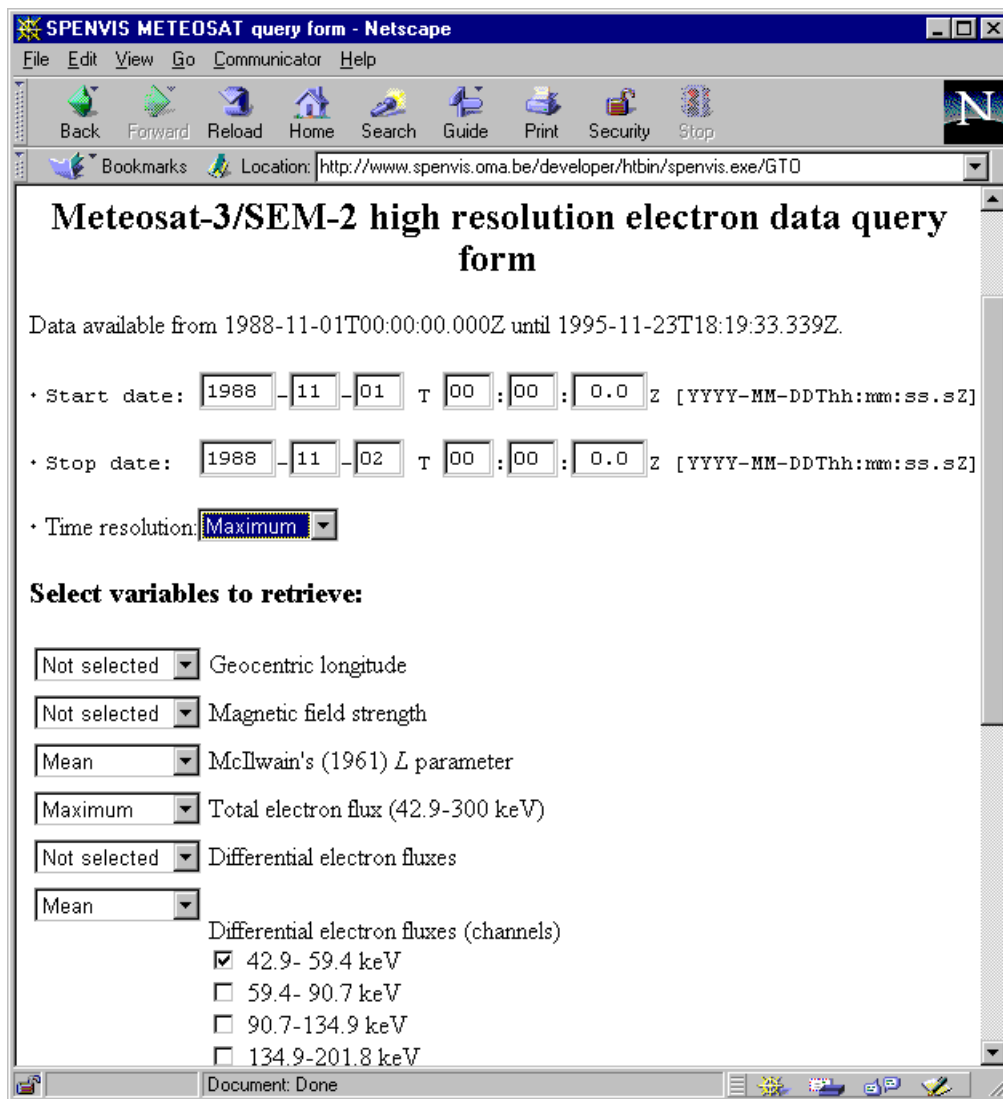 SPENVIS METEOSAT query form - Netscape
File Edit View Go Communicator Help
Back Forward Reload Home Search Guide Print Security Stop
N
Bookmarks Location: http://www.spenvis.oma.be/developer/htbin/spenvis.exe/GTO
Meteosat-3/SEM-2 high resolution electron data query
form
Data available from 1988-11-01T00:00:00.000Z until 1995-11-23T18:19:33.339Z.
• Start date: 1988 -11 -01 T 00 :00 : 0.0 Z [YYYY-MM-DDThh:mm:ss.sZ]
• Stop date: 1988 -11 -02 T 00 :00 : 0.0 Z [YYYY-MM-DDThh:mm:ss.sZ]
• Time resolution: Maximum
Select variables to retrieve:
Not selected Geocentric longitude
Not selected Magnetic field strength
Mean McIlwain's (1961) L parameter
Maximum Total electron flux (42.9-300 keV)
Not selected Differential electron fluxes
Mean
Differential electron fluxes (channels)
42.9- 59.4 keV
59.4- 90.7 keV
90.7-134.9 keV
134.9-201.8 keV
Document: Done